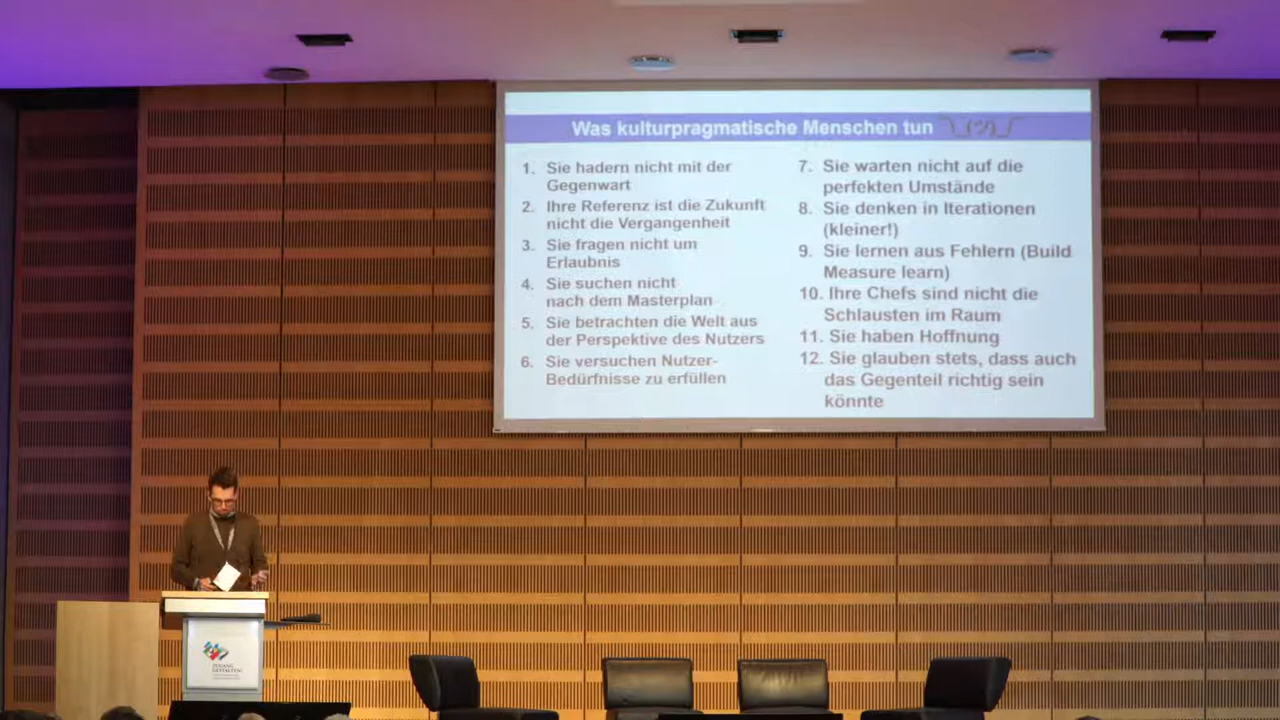 Was kulturpragmatische Menschen tun ¯\_(ツ)_/¯
1. Sie hadern nicht mit der
Gegenwart
2. Ihre Referenz ist die Zukunft
nicht die Vergangenheit
3. Sie fragen nicht um
Erlaubnis
4. Sie suchen nicht
nach dem Masterplan
5. Sie betrachten die Welt aus
der Perspektive des Nutzers
6. Sie versuchen Nutzer-
Bedürfnisse zu erfüllen
7. Sie warten nicht auf die
perfekten Umstände
8. Sie denken in Iterationen
(kleiner!)
9. Sie lernen aus Fehlern (Build
Measure learn)
10. Ihre Chefs sind nicht die
Schlausten im Raum
11. Sie haben Hoffnung
12. Sie glauben stets, dass auch
das Gegenteil richtig sein
könnte
ZUGANG
GESTALTEN!